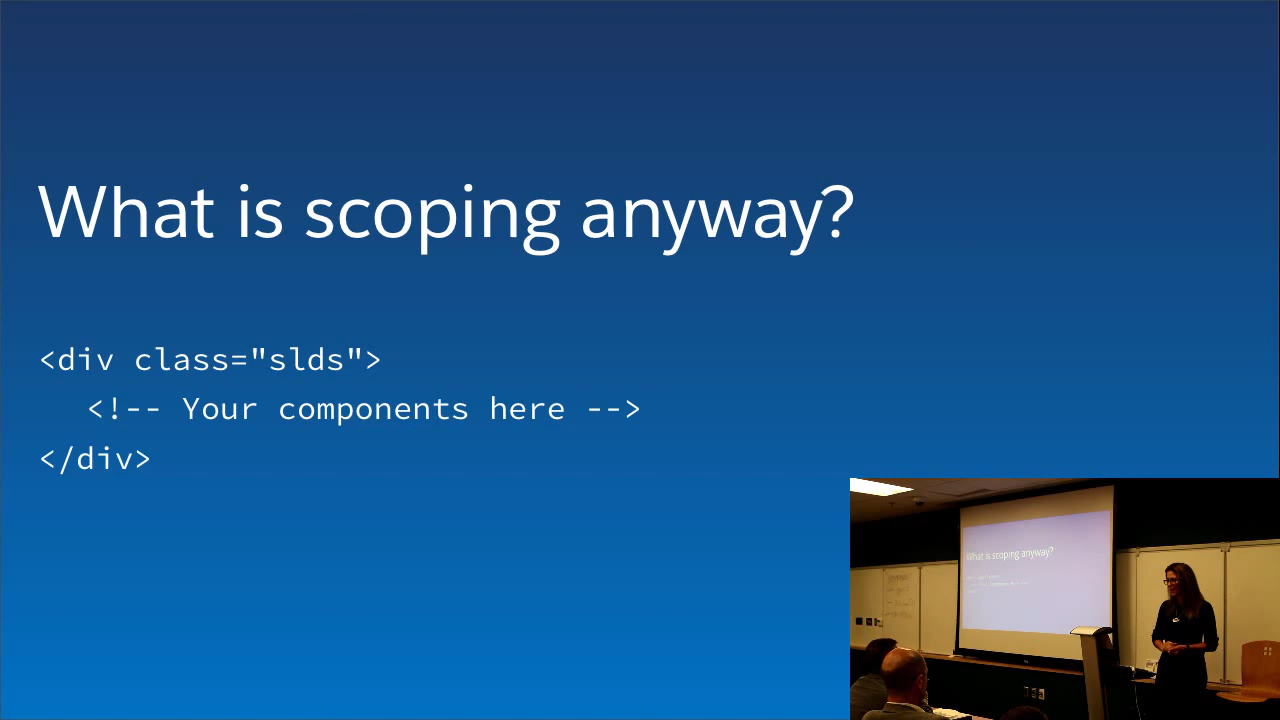 What is scoping anyway?
<div class="slds">
<!-- Your components here -->
</div>
What is scoping anyway?